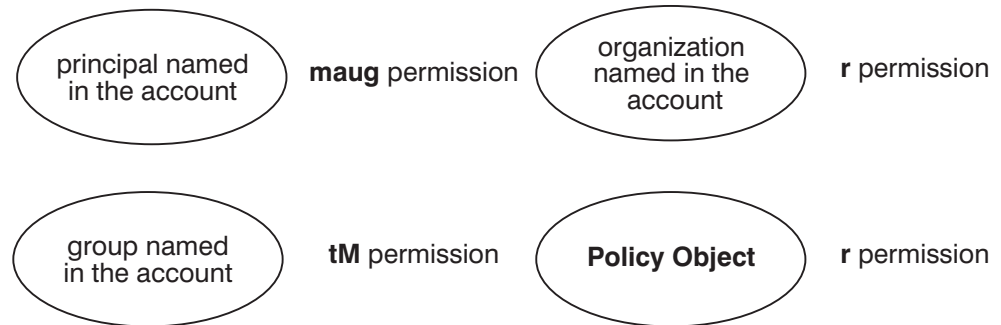 principal named
in the account
maug permission
organization
named in the
account
r permission
group named
in the account
tM permission
Policy Object
r permission